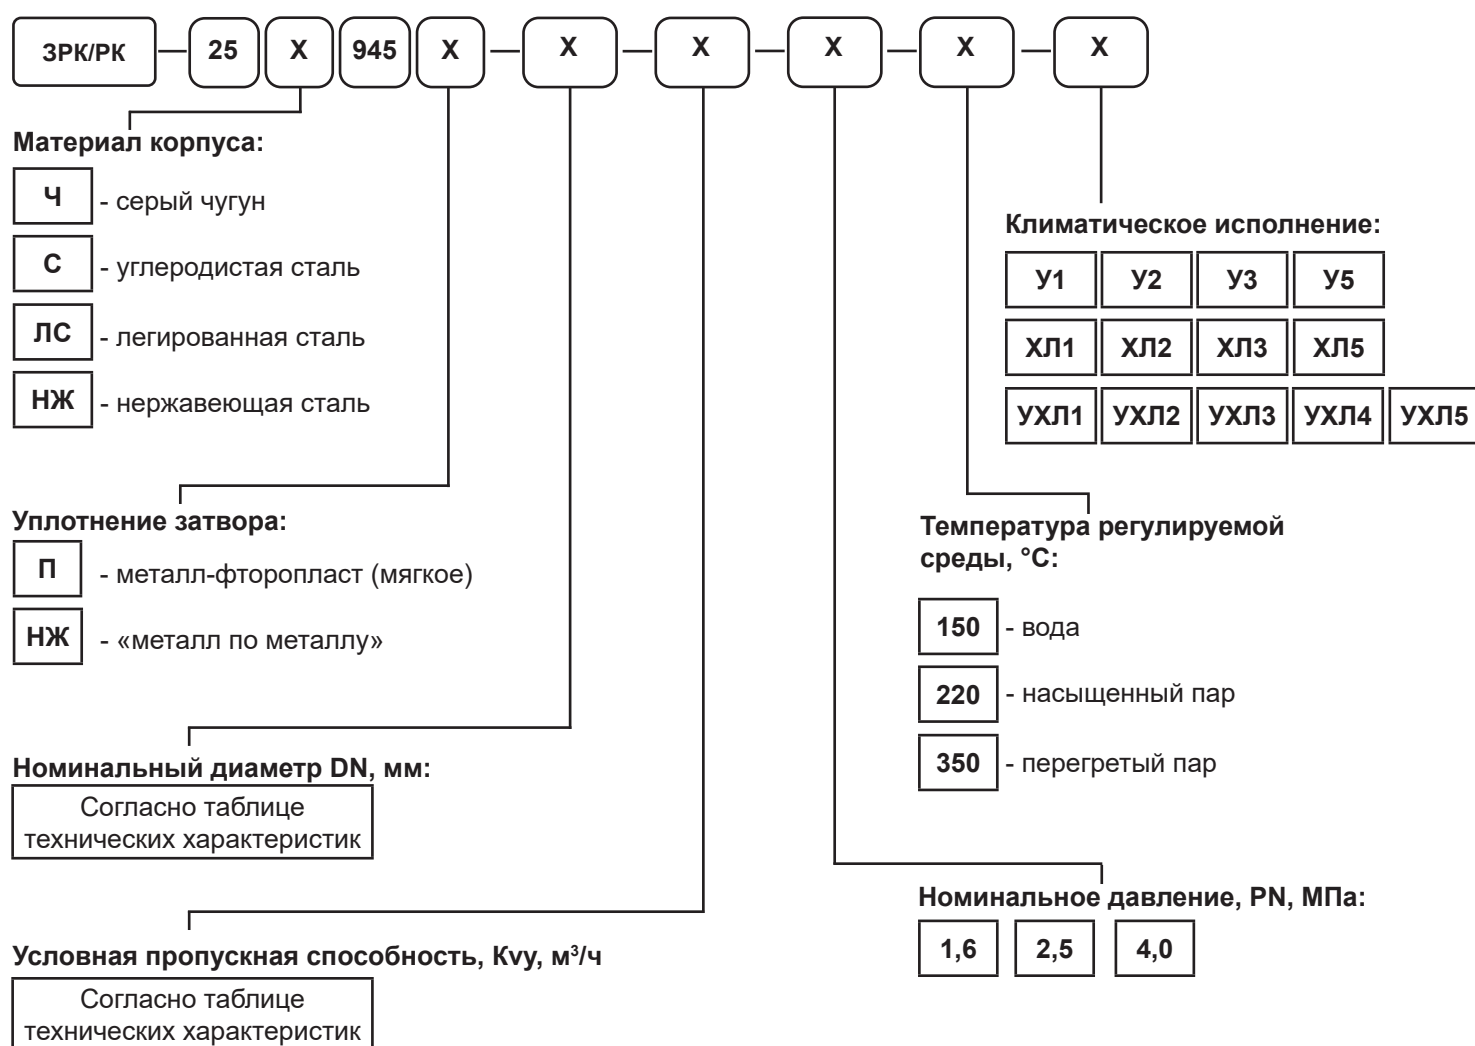 ЗРК/РК — 25 Х 945 Х — Х — Х — Х — Х — Х
Материал корпуса:
Ч - серый чугун
С - углеродистая сталь
ЛС - легированная сталь
НЖ - нержавеющая сталь
Уплотнение затвора:
П - металл-фторопласт (мягкое)
НЖ - «металл по металлу»
Номинальный диаметр DN, мм:
Согласно таблице
технических характеристик
Условная пропускная способность, Kvy, м³/ч
Согласно таблице
технических характеристик
Климатическое исполнение:
У1 У2 У3 У5
ХЛ1 ХЛ2 ХЛ3 ХЛ5
УХЛ1 УХЛ2 УХЛ3 УХЛ4 УХЛ5
Температура регулируемой
среды, °С:
150 - вода
220 - насыщенный пар
350 - перегретый пар
Номинальное давление, PN, МПа:
1,6 2,5 4,0